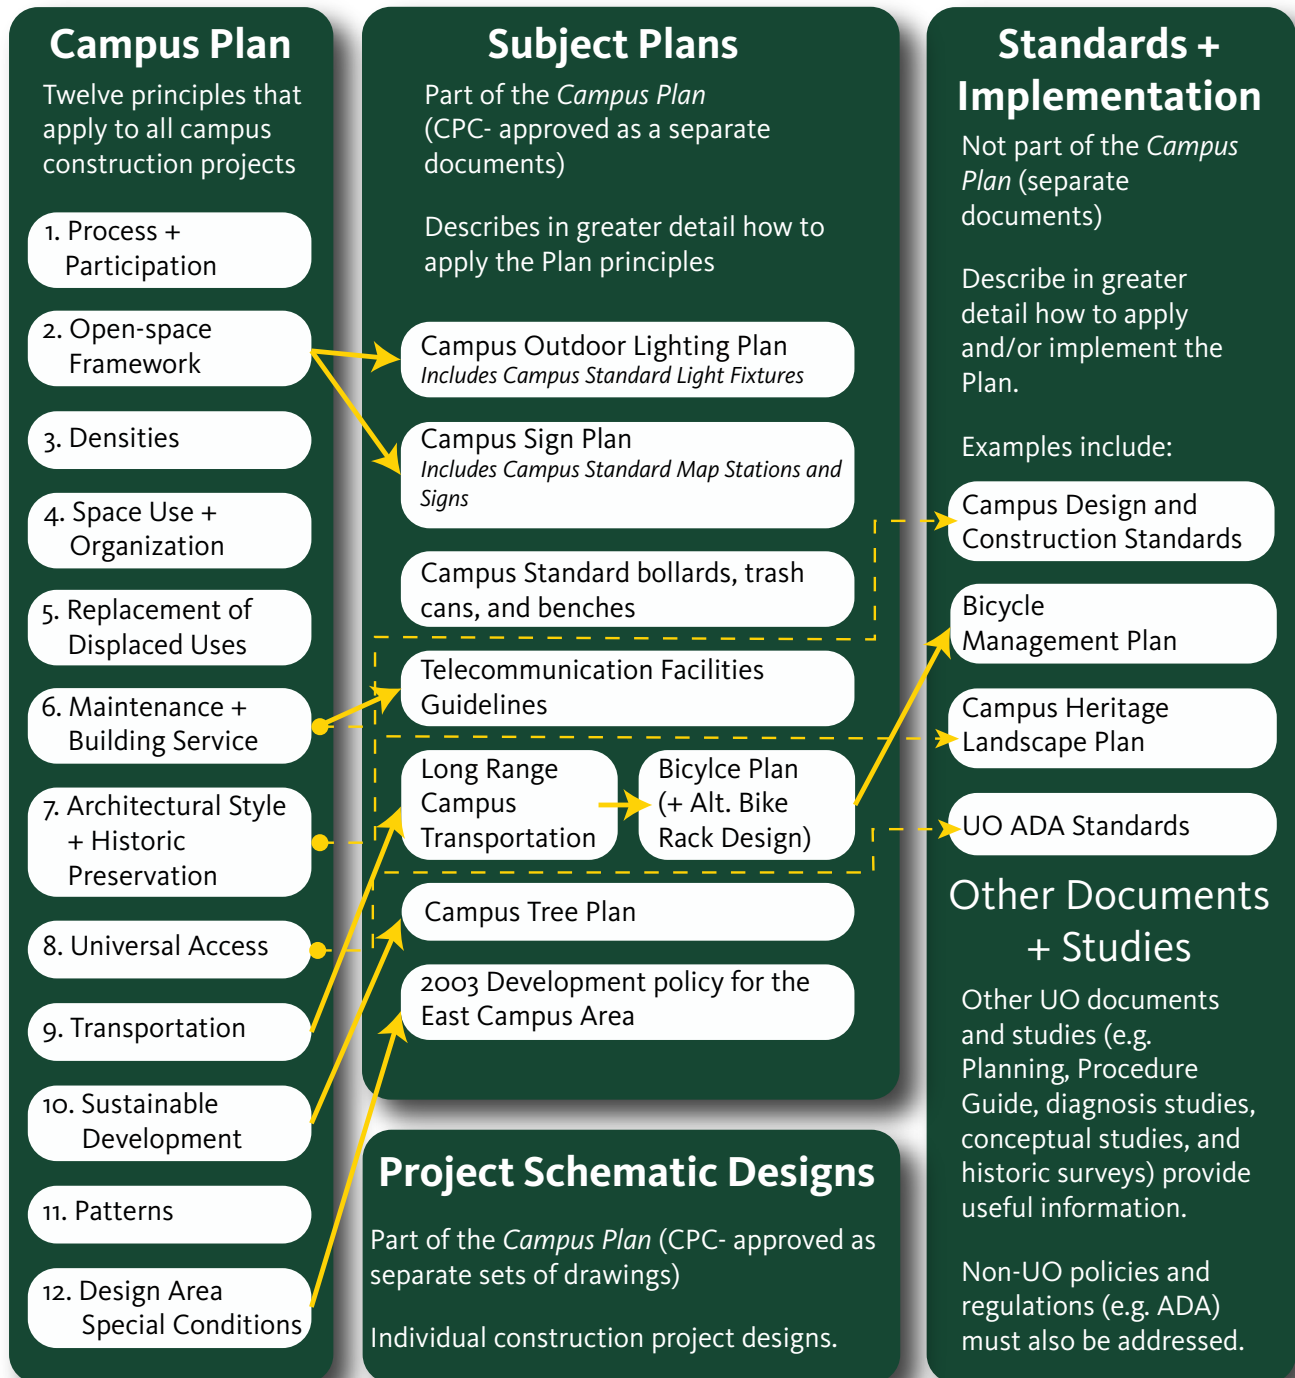 Campus Plan
Twelve principles that
apply to all campus
construction projects
1. Process +
Participation
2. Open-space
Framework
3. Densities
4. Space Use +
Organization
5. Replacement of
Displaced Uses
6. Maintenance +
Building Service
7. Architectural Style
+ Historic
Preservation
8. Universal Access
9. Transportation
10. Sustainable
Development
11. Patterns
12. Design Area
Special Conditions
Subject Plans
Part of the Campus Plan
(CPC- approved as a separate
documents)
Describes in greater detail how to
apply the Plan principles
Campus Outdoor Lighting Plan
Includes Campus Standard Light Fixtures
Campus Sign Plan
Includes Campus Standard Map Stations and
Signs
Campus Standard bollards, trash
cans, and benches
Telecommunication Facilities
Guidelines
Long Range
Campus
Transportation
Bicylce Plan
(+ Alt. Bike
Rack Design)
Campus Tree Plan
2003 Development policy for the
East Campus Area
Project Schematic Designs
Part of the Campus Plan (CPC- approved as
separate sets of drawings)
Individual construction project designs.
Standards +
Implementation
Not part of the Campus
Plan (separate
documents)
Describe in greater
detail how to apply
and/or implement the
Plan.
Examples include:
Campus Design and
Construction Standards
Bicycle
Management Plan
Campus Heritage
Landscape Plan
UO ADA Standards
Other Documents
+ Studies
Other UO documents
and studies (e.g.
Planning, Procedure
Guide, diagnosis studies,
conceptual studies, and
historic surveys) provide
useful information.
Non-UO policies and
regulations (e.g. ADA)
must also be addressed.